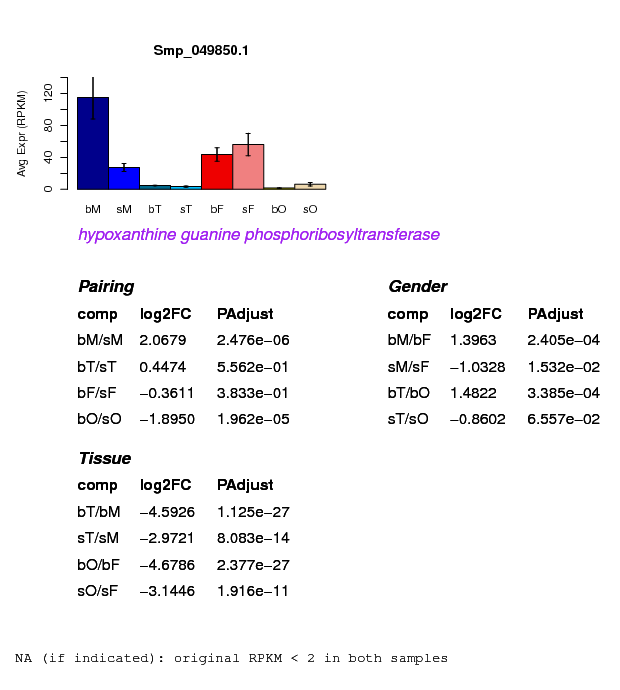 Smp_049850.1
Avg Expr (RPKM)
0 40 80 120
bM sM bT sT bF sF bO sO
hypoxanthine guanine phosphoribosyltransferase
Pairing
comp log2FC PAdjust
bM/sM 2.0679 2.476e−06
bT/sT 0.4474 5.562e−01
bF/sF −0.3611 3.833e−01
bO/sO −1.8950 1.962e−05
Gender
comp log2FC PAdjust
bM/bF 1.3963 2.405e−04
sM/sF −1.0328 1.532e−02
bT/bO 1.4822 3.385e−04
sT/sO −0.8602 6.557e−02
Tissue
comp log2FC PAdjust
bT/bM −4.5926 1.125e−27
sT/sM −2.9721 8.083e−14
bO/bF −4.6786 2.377e−27
sO/sF −3.1446 1.916e−11
NA (if indicated): original RPKM < 2 in both samples